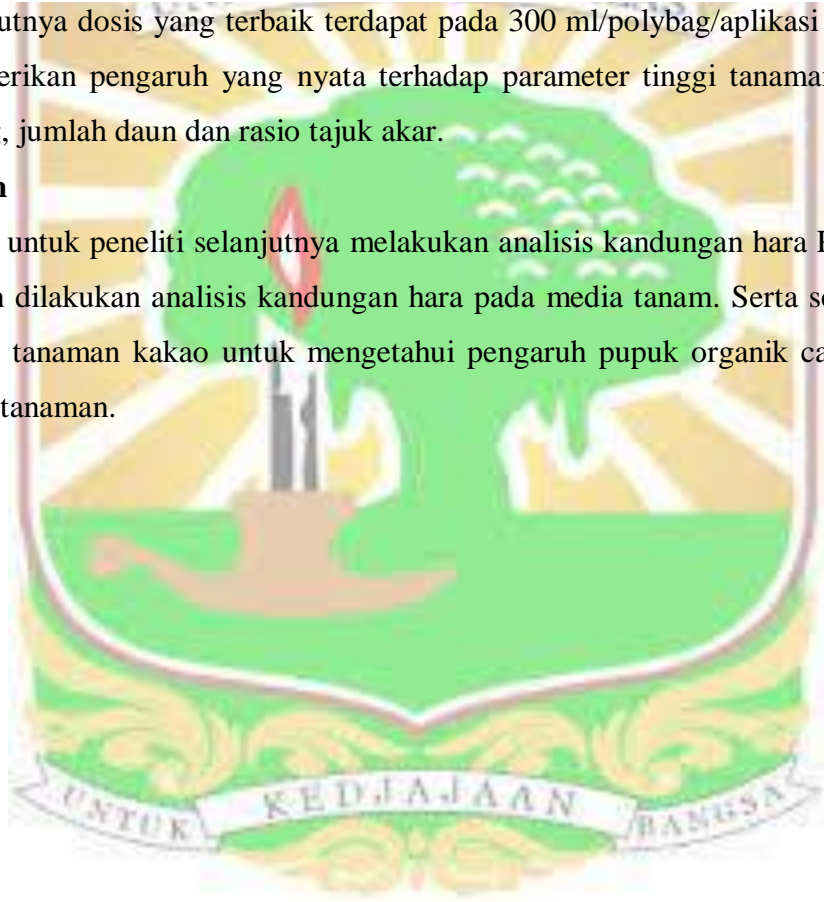 utnya dosis yang terbaik terdapat pada 300 ml/polybag/aplikasi
erikan pengaruh yang nyata terhadap parameter tinggi tanaman
, jumlah daun dan rasio tajuk akar.
n
untuk peneliti selanjutnya melakukan analisis kandungan hara
n dilakukan analisis kandungan hara pada media tanam. Serta
tanaman kakao untuk mengetahui pengaruh pupuk organik ca
tanaman.
UNTUK KEDJAJAAN BANGSA